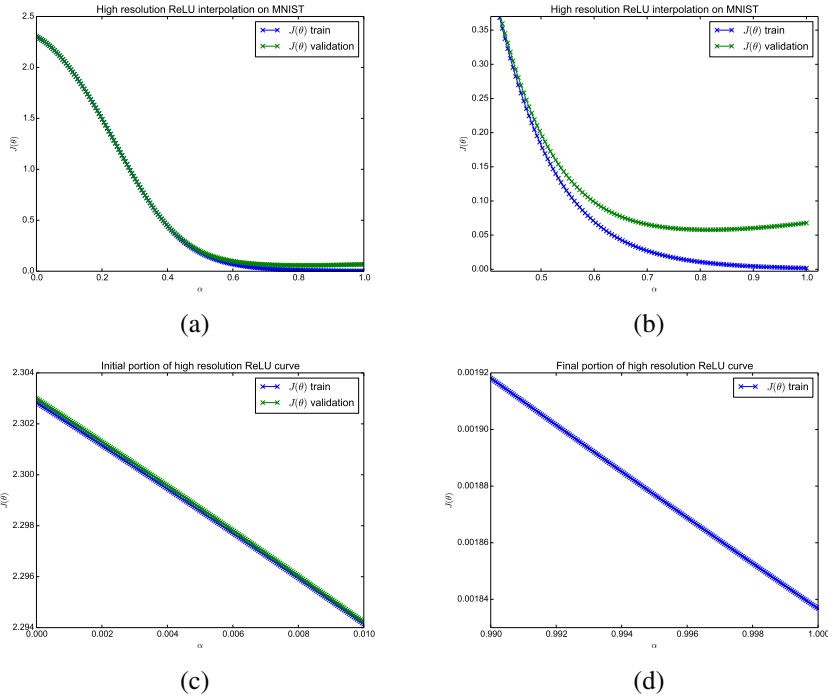 High resolution ReLU interpolation on MNIST
J(θ) train
J(θ) validation
2.5
2.0
1.5
1.0
0.5
0.0
J(θ)
0.0 0.2 0.4 0.6 0.8 1.0
α
(a)
High resolution ReLU interpolation on MNIST
J(θ) train
J(θ) validation
0.35
0.30
0.25
0.20
0.15
0.10
0.05
0.00
J(θ)
0.5 0.6 0.7 0.8 0.9 1.0
α
(b)
Initial portion of high resolution ReLU curve
J(θ) train
J(θ) validation
2.304
2.302
2.300
2.298
2.296
2.294
J(θ)
0.000 0.002 0.004 0.006 0.008 0.010
α
(c)
Final portion of high resolution ReLU curve
J(θ) train
0.00192
0.00190
0.00188
0.00186
0.00184
J(θ)
0.990 0.992 0.994 0.996 0.998 1.000
α
(d)